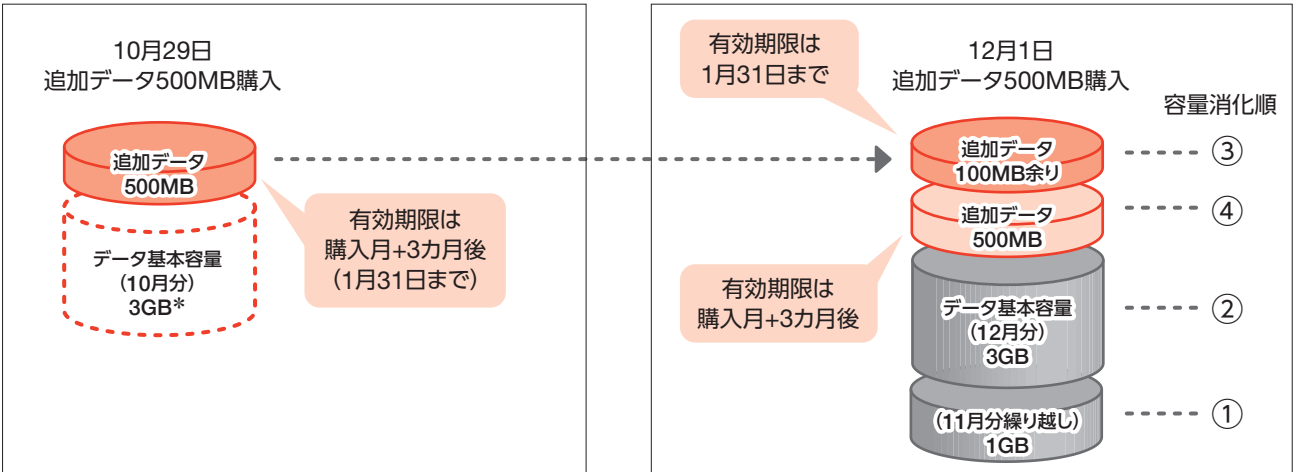 10月29日
追加データ500MB購入
追加データ
500MB
データ基本容量
(10月分)
3GB*
有効期限は
購入月+3カ月後
(1月31日まで)
有効期限は
1月31日まで
12月1日
追加データ500MB購入
容量消化順
追加データ
100MB余り
③
追加データ
500MB
④
有効期限は
購入月+3カ月後
データ基本容量
(12月分)
3GB
②
(11月分繰り越し)
1GB
①